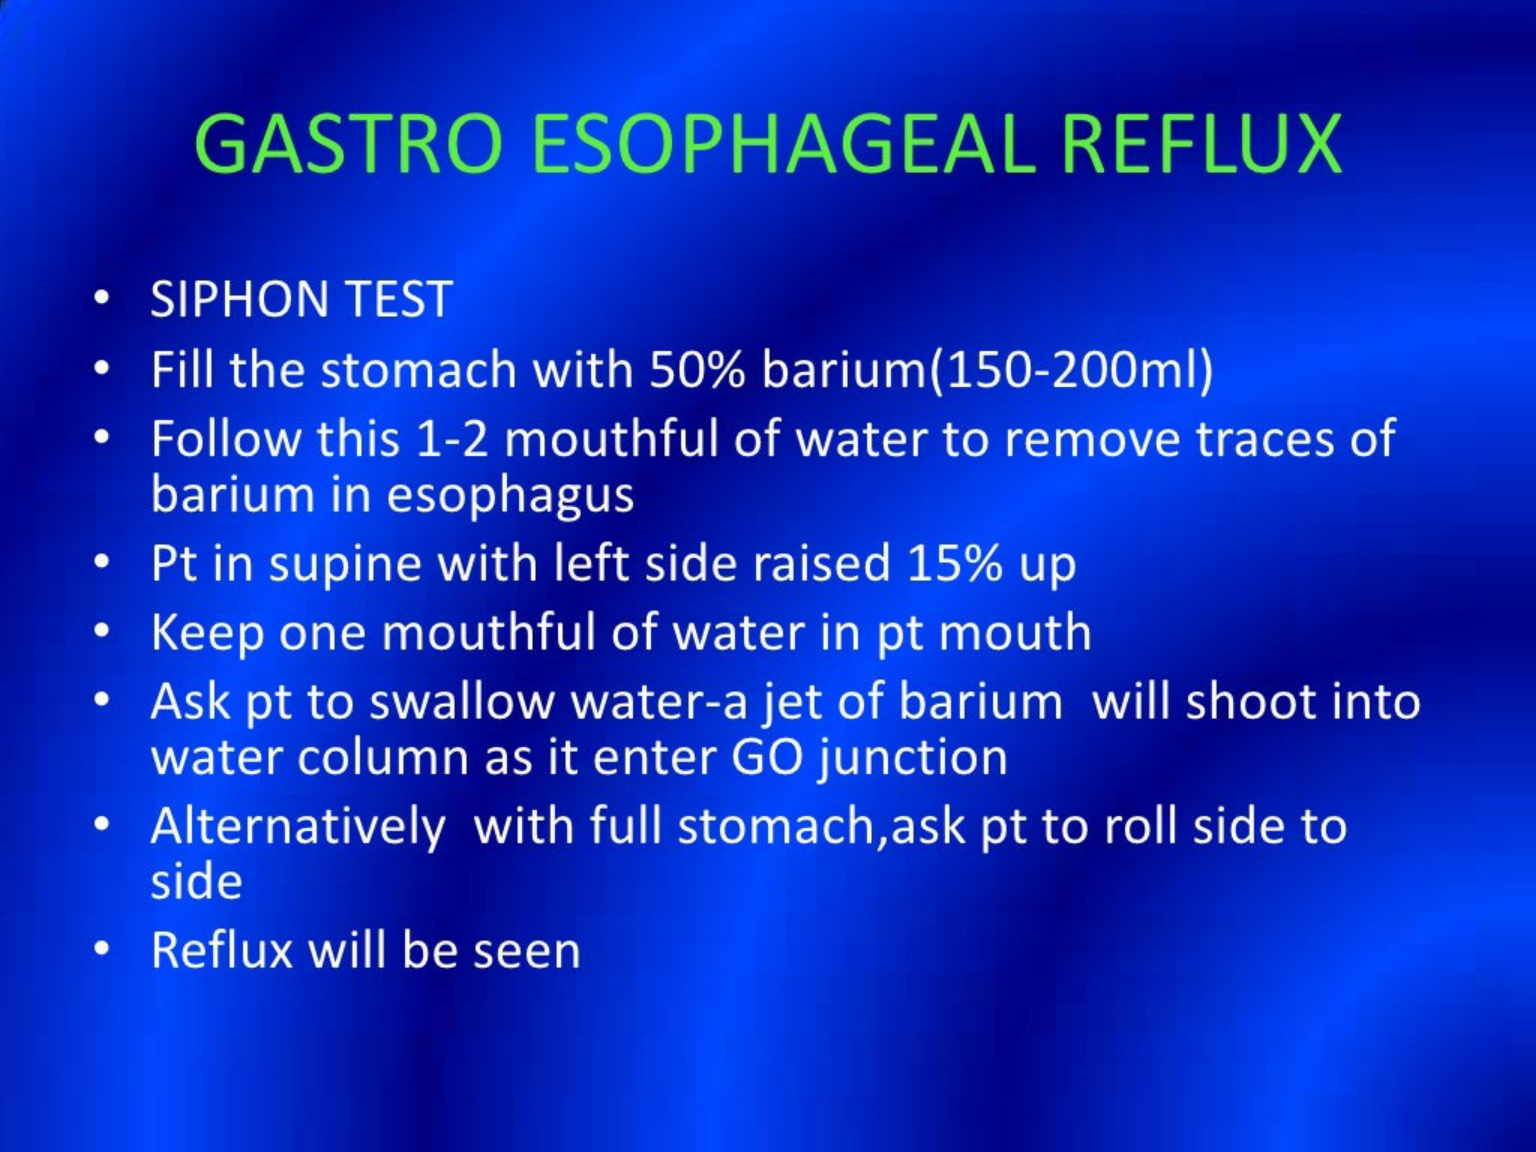 GASTRO ESOPHAGEAL REFLUX
• SIPHON TEST
• Fill the stomach with 50% barium(150-200ml)
• Follow this 1-2 mouthful of water to remove traces of
barium in esophagus
• Pt in supine with left side raised 15% up
• Keep one mouthful of water in pt mouth
• Ask pt to swallow water-a jet of barium  will shoot into
water column as it enter GO junction
• Alternatively  with full stomach,ask pt to roll side to
side
• Reflux will be seen